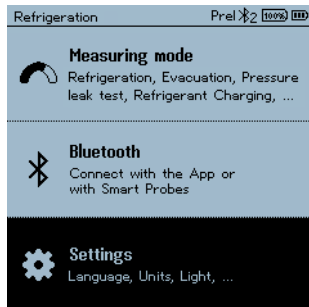 Refrigeration Prel 2 100%
Measuring mode
Refrigeration, Evacuation, Pressure
leak test, Refrigerant Charging, ...
Bluetooth
Connect with the App or
with Smart Probes
Settings
Language, Units, Light, ...